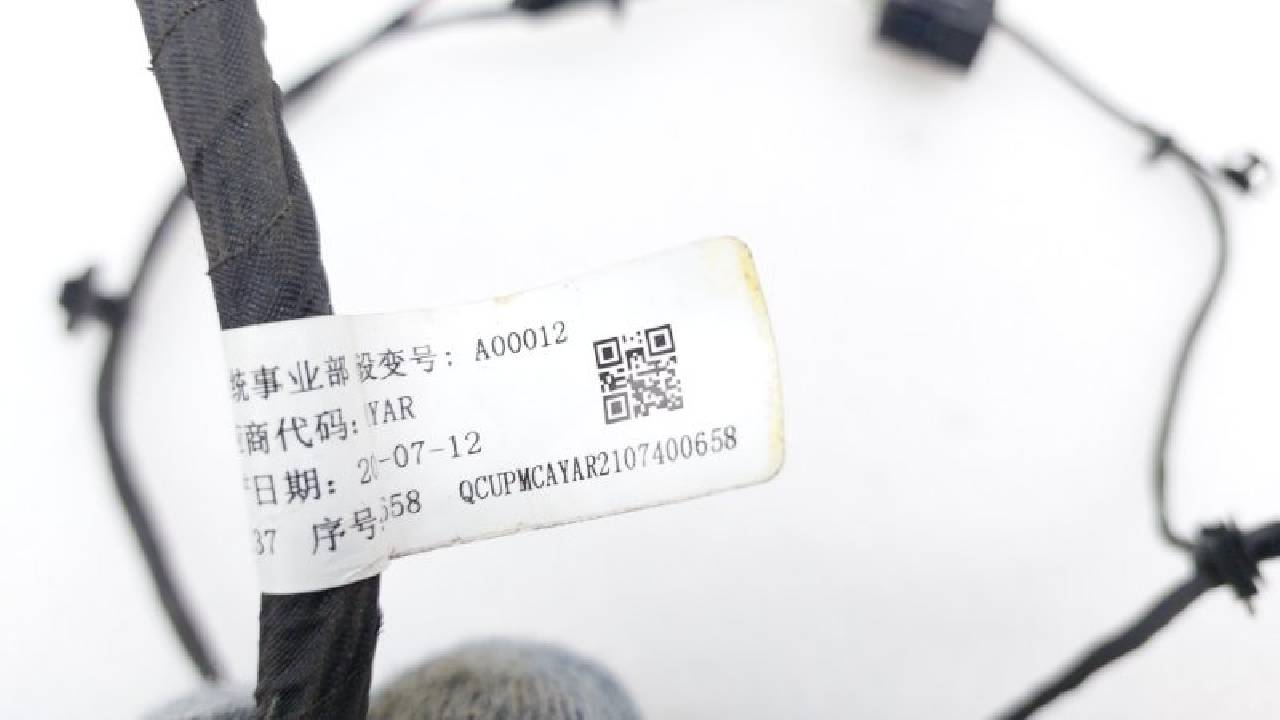 统事业部 设变号: A00012
商代码: YAR
日期: 20-07-12
37 序号: 658 QCUPMCAYAR2107400658